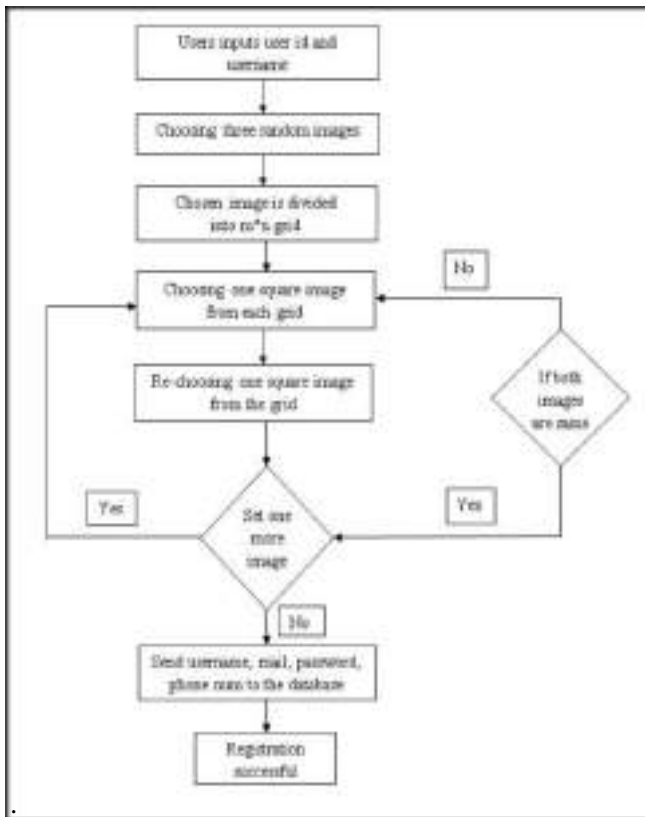 Users inputs user id and
username
Choosing three random images
Chosen image is divided
into m*n grid
No
Choosing one square image
from each grid
Re-choosing one square image
from the grid
If both
images
are
Yes
Yes
Set one
more
image
No
Send username, mail, password,
phone num to the database
Registration
successful